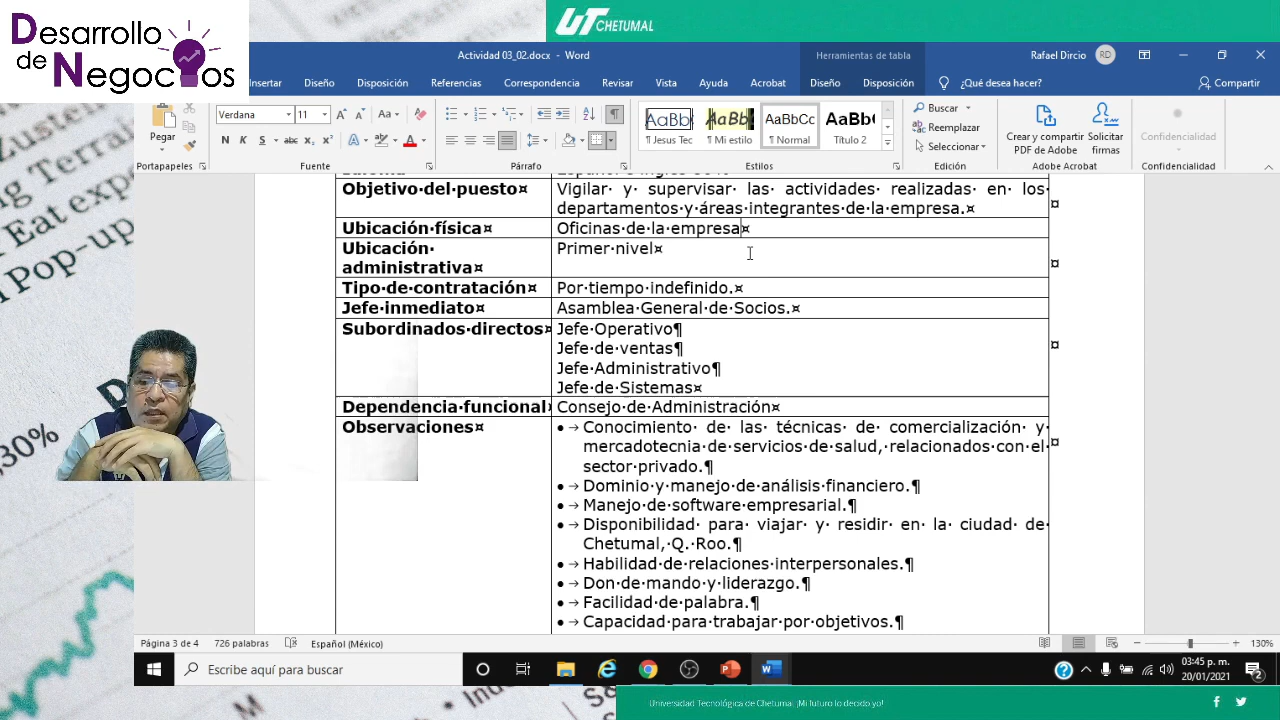 Desarrollo
de
Negocios
UT CHETUMAL
Actividad 03_02.docx - Word
Herramientas de tabla
Rafael Dircio
RD
Insertar
Diseño
Disposición
Referencias
Correspondencia
Revisar
Vista
Ayuda
Acrobat
Diseño
Disposición
¿Qué desea hacer?
Compartir
Verdana
11
Pegar
AaBb(
¶ Jesus Tec
AaBb(
¶ Mi estilo
AaBbCc
¶ Normal
AaBb(
Título 2
Buscar
Reemplazar
Seleccionar
Crear y compartir
PDF de Adobe
Solicitar
firmas
Confidencialidad
Portapapeles
Fuente
Párrafo
Estilos
Edición
Adobe Acrobat
Confidencialidad
Objetivo·del·puesto¤
Vigilar· y· supervisar· las· actividades· realizadas· en· los·
departamentos·y·áreas·integrantes·de·la·empresa.¤
Ubicación·física¤
Oficinas·de·la·empresa¤
Ubicación·
administrativa¤
Primer·nivel¤
Tipo·de·contratación¤
Por·tiempo·indefinido.¤
Jefe·inmediato¤
Asamblea·General·de·Socios.¤
Subordinados·directos¤
Jefe·Operativo¶
Jefe·de·ventas¶
Jefe·Administrativo¶
Jefe·de·Sistemas¤
Dependencia·funcional¤
Consejo·de·Administración¤
Observaciones¤
•→Conocimiento· de· las· técnicas· de· comercialización· y·
mercadotecnia·de·servicios·de·salud,·relacionados·con·el·
sector·privado.¶
•→Dominio·y·manejo·de·análisis·financiero.¶
•→Manejo·de·software·empresarial.¶
•→Disponibilidad· para· viajar· y· residir· en· la· ciudad· de·
Chetumal,·Q.·Roo.¶
•→Habilidad·de·relaciones·interpersonales.¶
•→Don·de·mando·y·liderazgo.¶
•→Facilidad·de·palabra.¶
•→Capacidad·para·trabajar·por·objetivos.¶
Página 3 de 4
726 palabras
Español (México)
130%
Escribe aquí para buscar
03:45 p. m.
20/01/2021
2
Universidad Tecnológica de Chetumal. ¡Mi futuro lo decido yo!
Pop-up
,30%